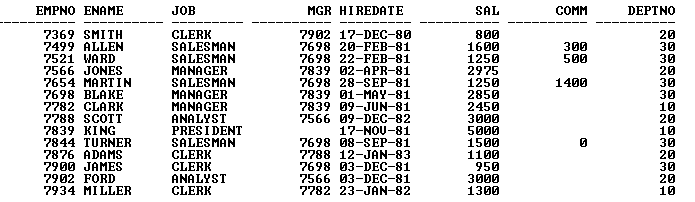 EMPNO ENAME JOB MGR HIREDATE SAL COMM DEPTNO
7369 SMITH CLERK 7902 17-DEC-80 800 20
7499 ALLEN SALESMAN 7698 20-FEB-81 1600 300 30
7521 WARD SALESMAN 7698 22-FEB-81 1250 500 30
7566 JONES MANAGER 7839 02-APR-81 2975 20
7654 MARTIN SALESMAN 7698 28-SEP-81 1250 1400 30
7698 BLAKE MANAGER 7839 01-MAY-81 2850 30
7782 CLARK MANAGER 7839 09-JUN-81 2450 10
7788 SCOTT ANALYST 7566 09-DEC-82 3000 20
7839 KING PRESIDENT 17-NOV-81 5000 10
7844 TURNER SALESMAN 7698 08-SEP-81 1500 0 30
7876 ADAMS CLERK 7788 12-JAN-83 1100 20
7900 JAMES CLERK 7698 03-DEC-81 950 30
7902 FORD ANALYST 7566 03-DEC-81 3000 20
7934 MILLER CLERK 7782 23-JAN-82 1300 10